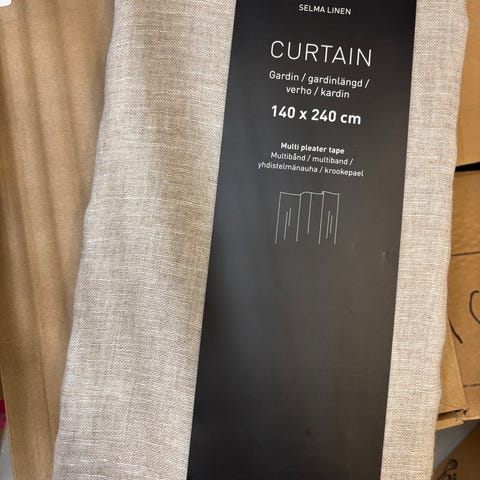 SELMA LINEN
CURTAIN
Gardin / gardinlängd /
verho / kardin
140 x 240 cm
Multi pleater tape
Multibånd / multiband /
yhdistelmänauha / krookepael